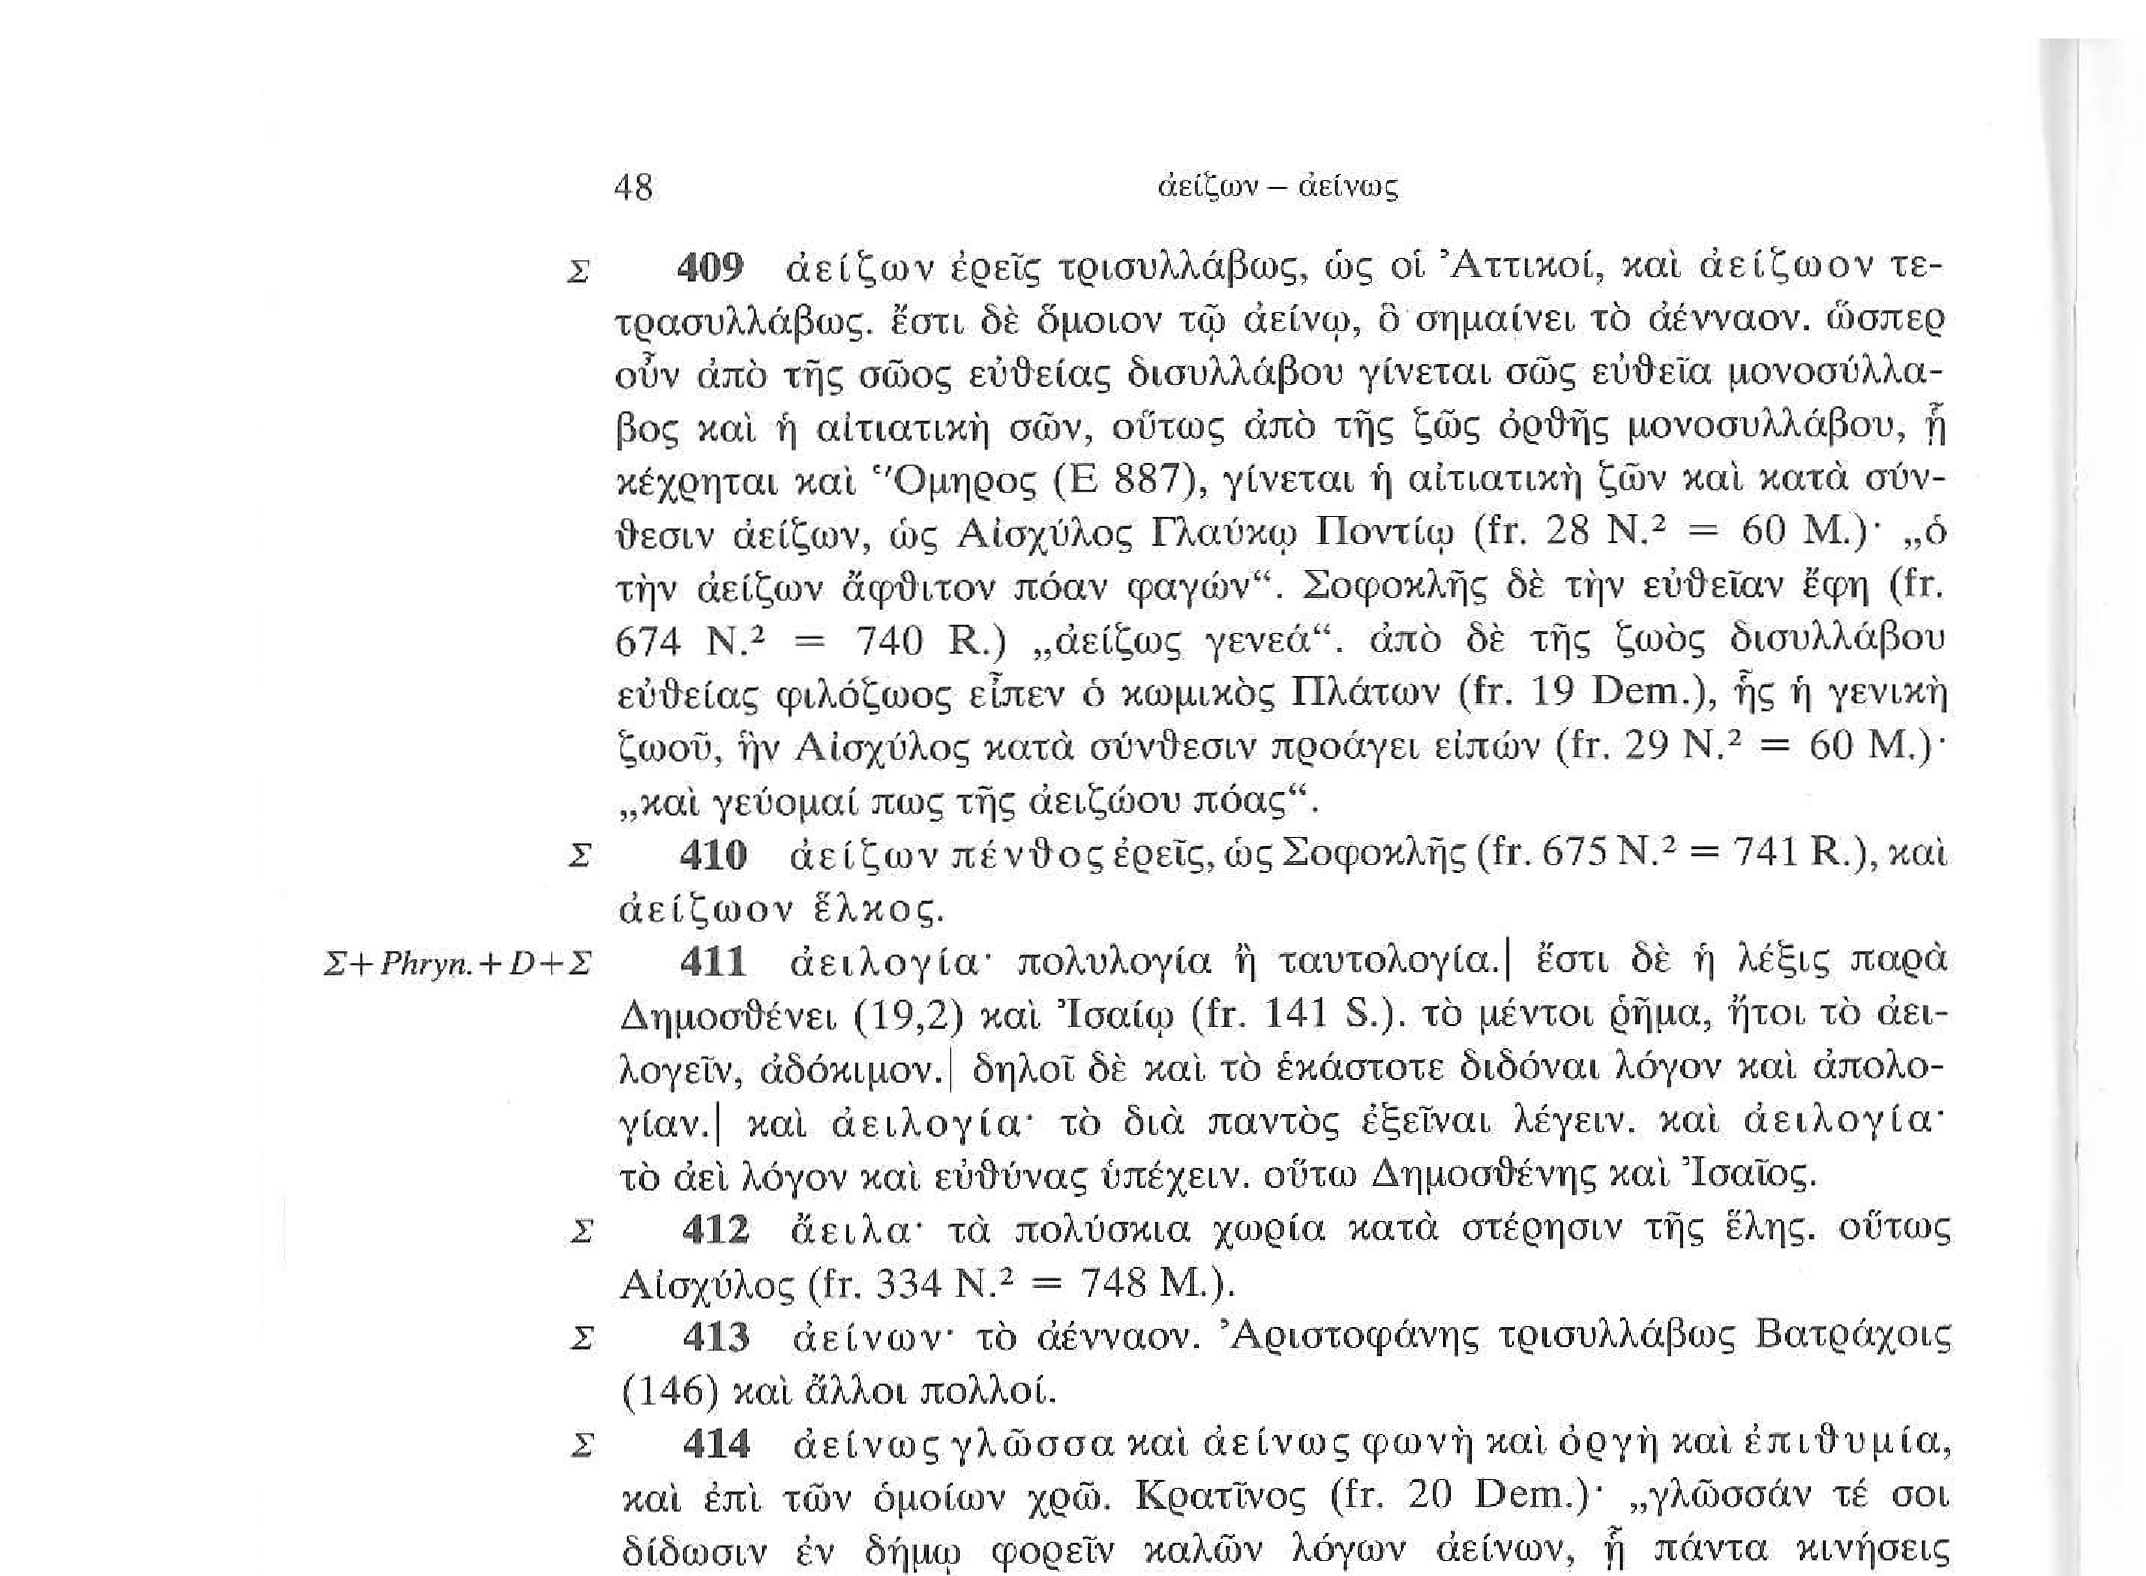 48 ἀείζων – ἀείνως
Σ 409 ἀείζων ἐρεῖς τρισυλλάβως, ὡς οἱ Ἀττικοί, καὶ ἀείζωον τε-
τρασυλλάβως. ἔστι δὲ ὅμοιον τῷ ἀείνῳ, ὃ σημαίνει τὸ ἀένναον. ὥσπερ
οὖν ἀπὸ τῆς σῶος εὐθείας δισυλλάβου γίνεται σῶς εὐθεῖα μονοσύλλα-
βος καὶ ἡ αἰτιατικὴ σῶν, οὕτως ἀπὸ τῆς ζῶς ὀρθῆς μονοσυλλάβου, ᾗ
κέχρηται καὶ Ὅμηρος (Ε 887), γίνεται ἡ αἰτιατικὴ ζῶν καὶ κατὰ σύν-
θεσιν ἀείζων, ὡς Αἰσχύλος Γλαύκῳ Ποντίῳ (fr. 28 N.² = 60 M.)· „ὁ
τὴν ἀείζων ἄφθιτον πόαν φαγών“. Σοφοκλῆς δὲ τὴν εὐθεῖαν ἔφη (fr.
674 N.² = 740 R.) „ἀείζως γενεά“. ἀπὸ δὲ τῆς ζωὸς δισυλλάβου
εὐθείας φιλόζωος εἶπεν ὁ κωμικὸς Πλάτων (fr. 19 Dem.), ἧς ἡ γενικὴ
ζωοῦ, ἣν Αἰσχύλος κατὰ σύνθεσιν προάγει εἰπών (fr. 29 N.² = 60 M.)·
„καὶ γεύομαί πως τῆς ἀειζώου πόας“.
Σ 410 ἀείζων πένθος ἐρεῖς, ὡς Σοφοκλῆς (fr. 675 N.² = 741 R.), καὶ
ἀείζωον ἕλκος.
Σ+Phryn.+D+Σ 411 ἀειλογία· πολυλογία ἢ ταυτολογία.| ἔστι δὲ ἡ λέξις παρὰ
Δημοσθένει (19,2) καὶ Ἰσαίῳ (fr. 141 S.). τὸ μέντοι ῥῆμα, ἤτοι τὸ ἀει-
λογεῖν, ἀδόκιμον.| δηλοῖ δὲ καὶ τὸ ἑκάστοτε διδόναι λόγον καὶ ἀπολο-
γίαν.| καὶ ἀειλογία· τὸ διὰ παντὸς ἐξεῖναι λέγειν. καὶ ἀειλογία·
τὸ ἀεὶ λόγον καὶ εὐθύνας ὑπέχειν. οὕτω Δημοσθένης καὶ Ἰσαῖος.
Σ 412 ἄειλα· τὰ πολύσκια χωρία κατὰ στέρησιν τῆς ἕλης. οὕτως
Αἰσχύλος (fr. 334 N.² = 748 M.).
Σ 413 ἀείνων· τὸ ἀένναον. Ἀριστοφάνης τρισυλλάβως Βατράχοις
(146) καὶ ἄλλοι πολλοί.
Σ 414 ἀείνως γλῶσσα καὶ ἀείνως φωνὴ καὶ ὀργὴ καὶ ἐπιθυμία,
καὶ ἐπὶ τῶν ὁμοίων χρῶ. Κρατῖνος (fr. 20 Dem.)· „γλῶσσάν τέ σοι
δίδωσιν ἐν δήμῳ φορεῖν καλῶν λόγων ἀείνων, ᾗ πάντα κινήσεις